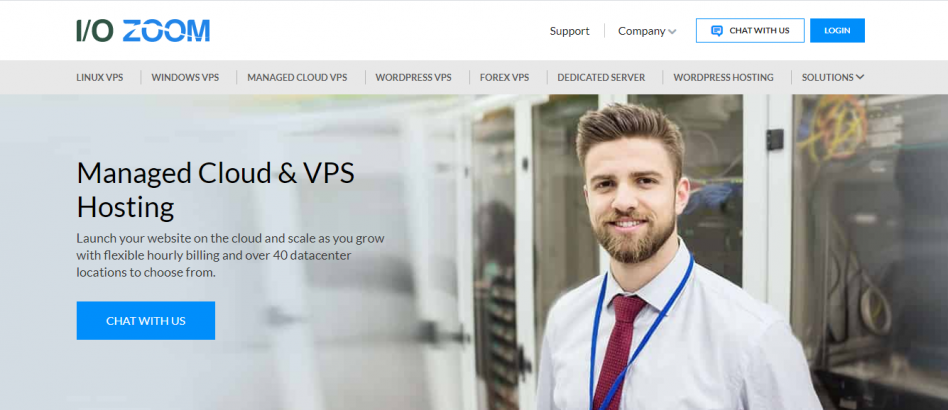 I/O ZOOM
Support
Company
CHAT WITH US
LOGIN
LINUX VPS
WINDOWS VPS
MANAGED CLOUD VPS
WORDPRESS VPS
FOREX VPS
DEDICATED SERVER
WORDPRESS HOSTING
SOLUTIONS
Managed Cloud & VPS
Hosting
Launch your website on the cloud and scale as you grow
with flexible hourly billing and over 40 datacenter
locations to choose from.
CHAT WITH US